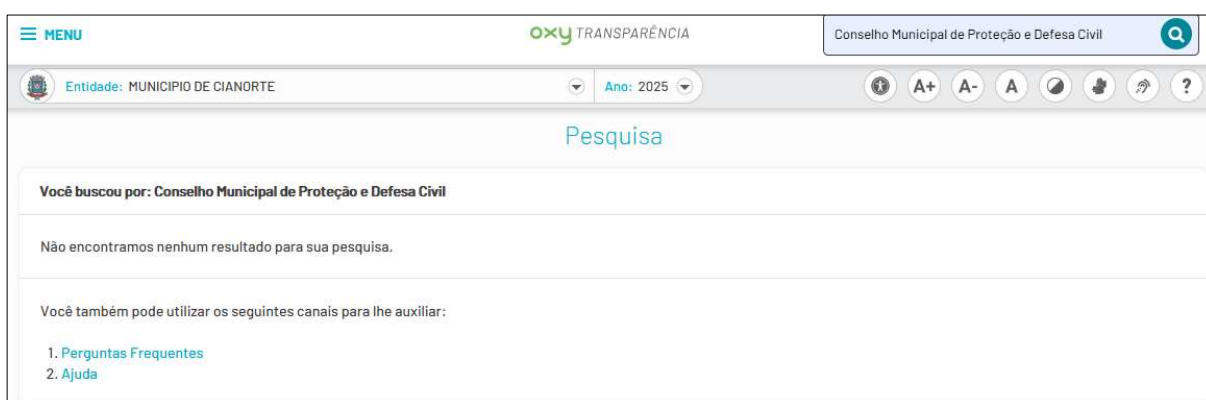 MENU
oxy TRANSPARÊNCIA
Conselho Municipal de Proteção e Defesa Civil
Entidade: MUNICIPIO DE CIANORTE
Ano: 2025
A+ A- A ?
Pesquisa
Você buscou por: Conselho Municipal de Proteção e Defesa Civil
Não encontramos nenhum resultado para sua pesquisa.
Você também pode utilizar os seguintes canais para lhe auxiliar:
1. Perguntas Frequentes
2. Ajuda